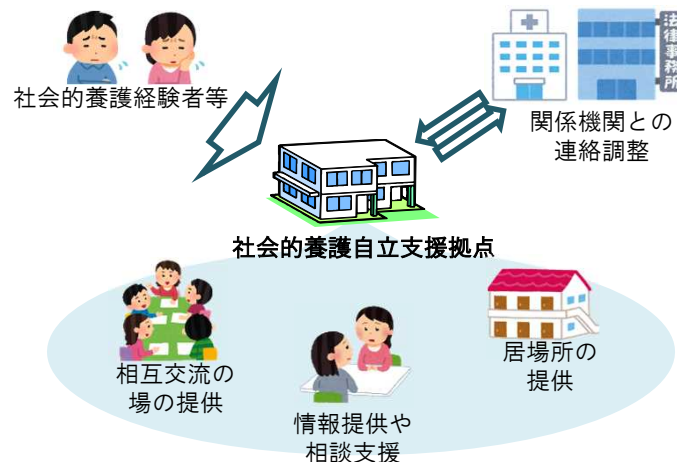 社会的養護経験者等
法律事務所
関係機関との
連絡調整
社会的養護自立支援拠点
相互交流の
場の提供
情報提供や
相談支援
居場所の
提供